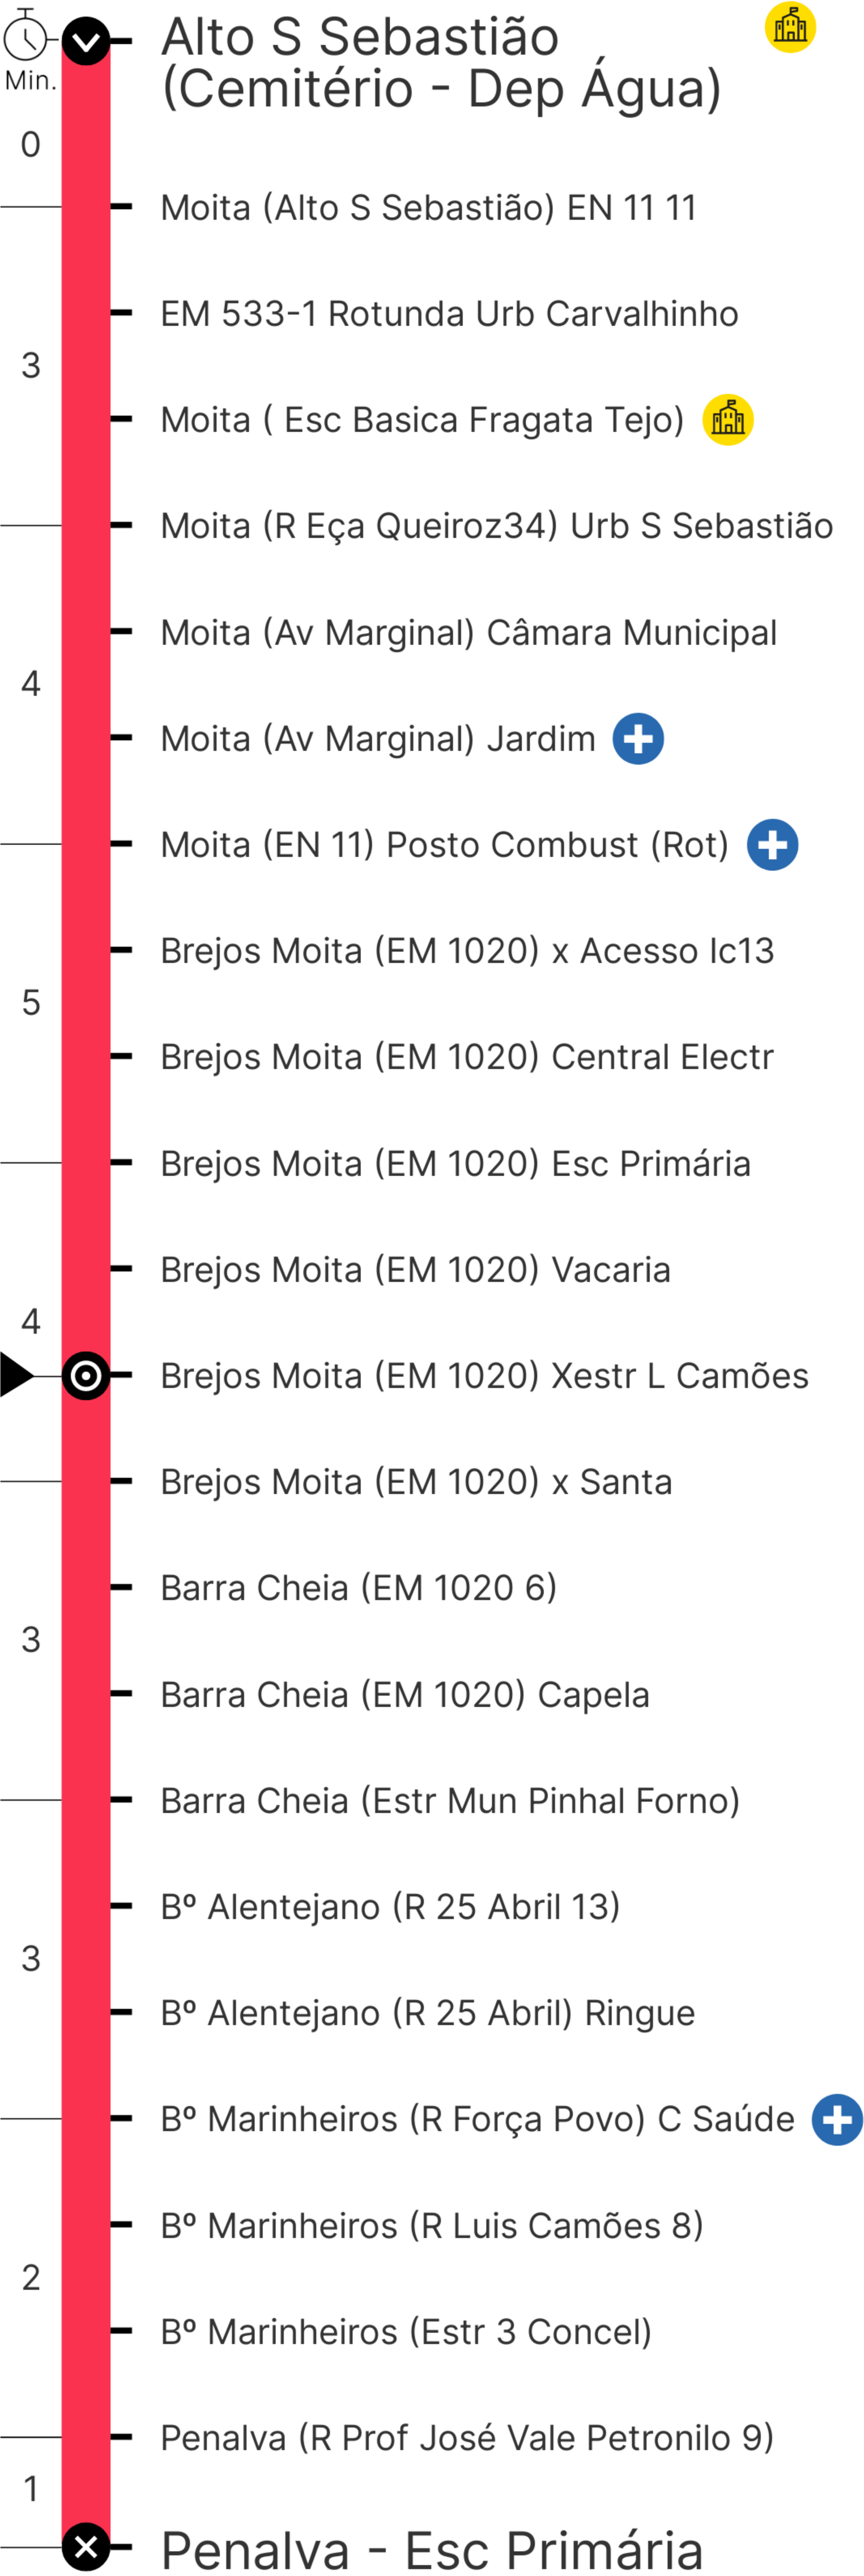 Alto S Sebastião
(Cemitério - Dep Água)
Min.
0
Moita (Alto S Sebastião) EN 11 11
EM 533-1 Rotunda Urb Carvalhinho
3
Moita ( Esc Basica Fragata Tejo)
Moita (R Eça Queiroz34) Urb S Sebastião
Moita (Av Marginal) Câmara Municipal
4
Moita (Av Marginal) Jardim
Moita (EN 11) Posto Combust (Rot)
Brejos Moita (EM 1020) x Acesso Ic13
5
Brejos Moita (EM 1020) Central Electr
Brejos Moita (EM 1020) Esc Primária
Brejos Moita (EM 1020) Vacaria
4
Brejos Moita (EM 1020) Xestr L Camões
Brejos Moita (EM 1020) x Santa
Barra Cheia (EM 1020 6)
3
Barra Cheia (EM 1020) Capela
Barra Cheia (Estr Mun Pinhal Forno)
Bº Alentejano (R 25 Abril 13)
3
Bº Alentejano (R 25 Abril) Ringue
Bº Marinheiros (R Força Povo) C Saúde
Bº Marinheiros (R Luis Camões 8)
2
Bº Marinheiros (Estr 3 Concel)
Penalva (R Prof José Vale Petronilo 9)
1
Penalva - Esc Primária